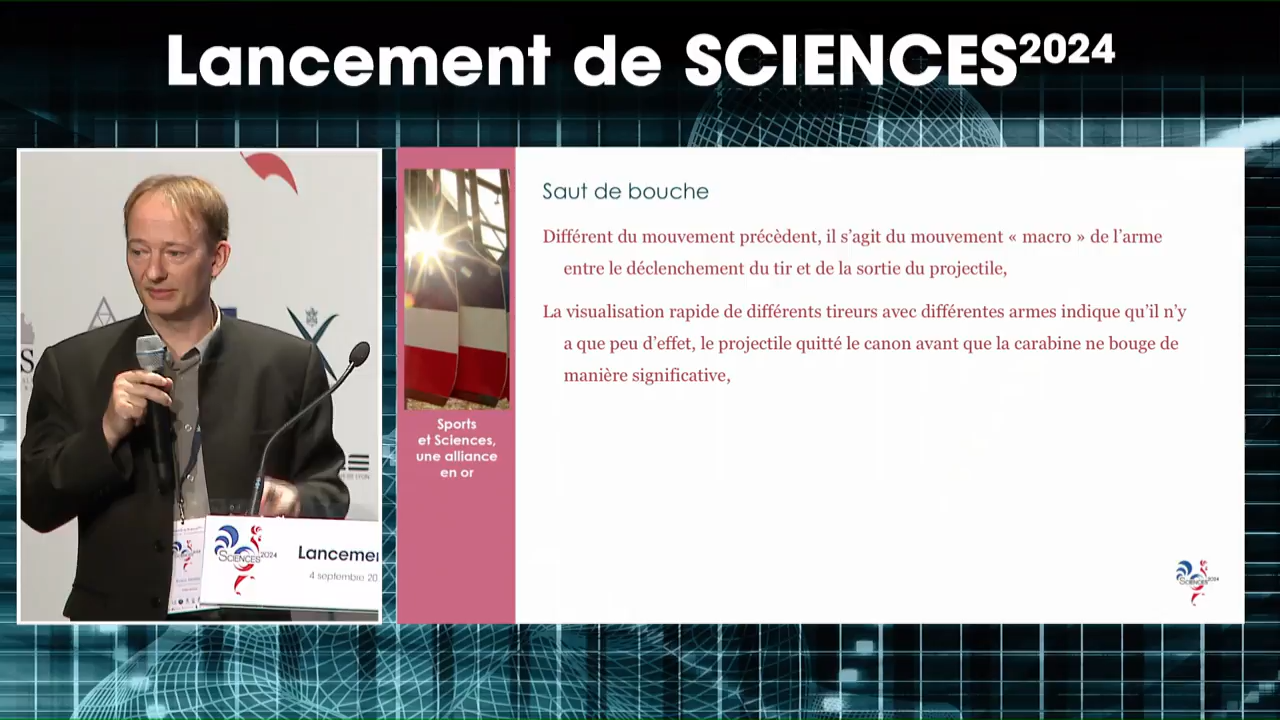 Lancement de SCIENCES2024
Saut de bouche
Différent du mouvement précèdent, il s’agit du mouvement « macro » de l’arme
entre le déclenchement du tir et de la sortie du projectile,
La visualisation rapide de différents tireurs avec différentes armes indique qu’il n’y
a que peu d’effet, le projectile quitté le canon avant que la carabine ne bouge de
manière significative,
Sports
et Sciences,
une alliance
en or
SCIENCES2024
Lancemen
4 septembre 20
SCIENCES2024